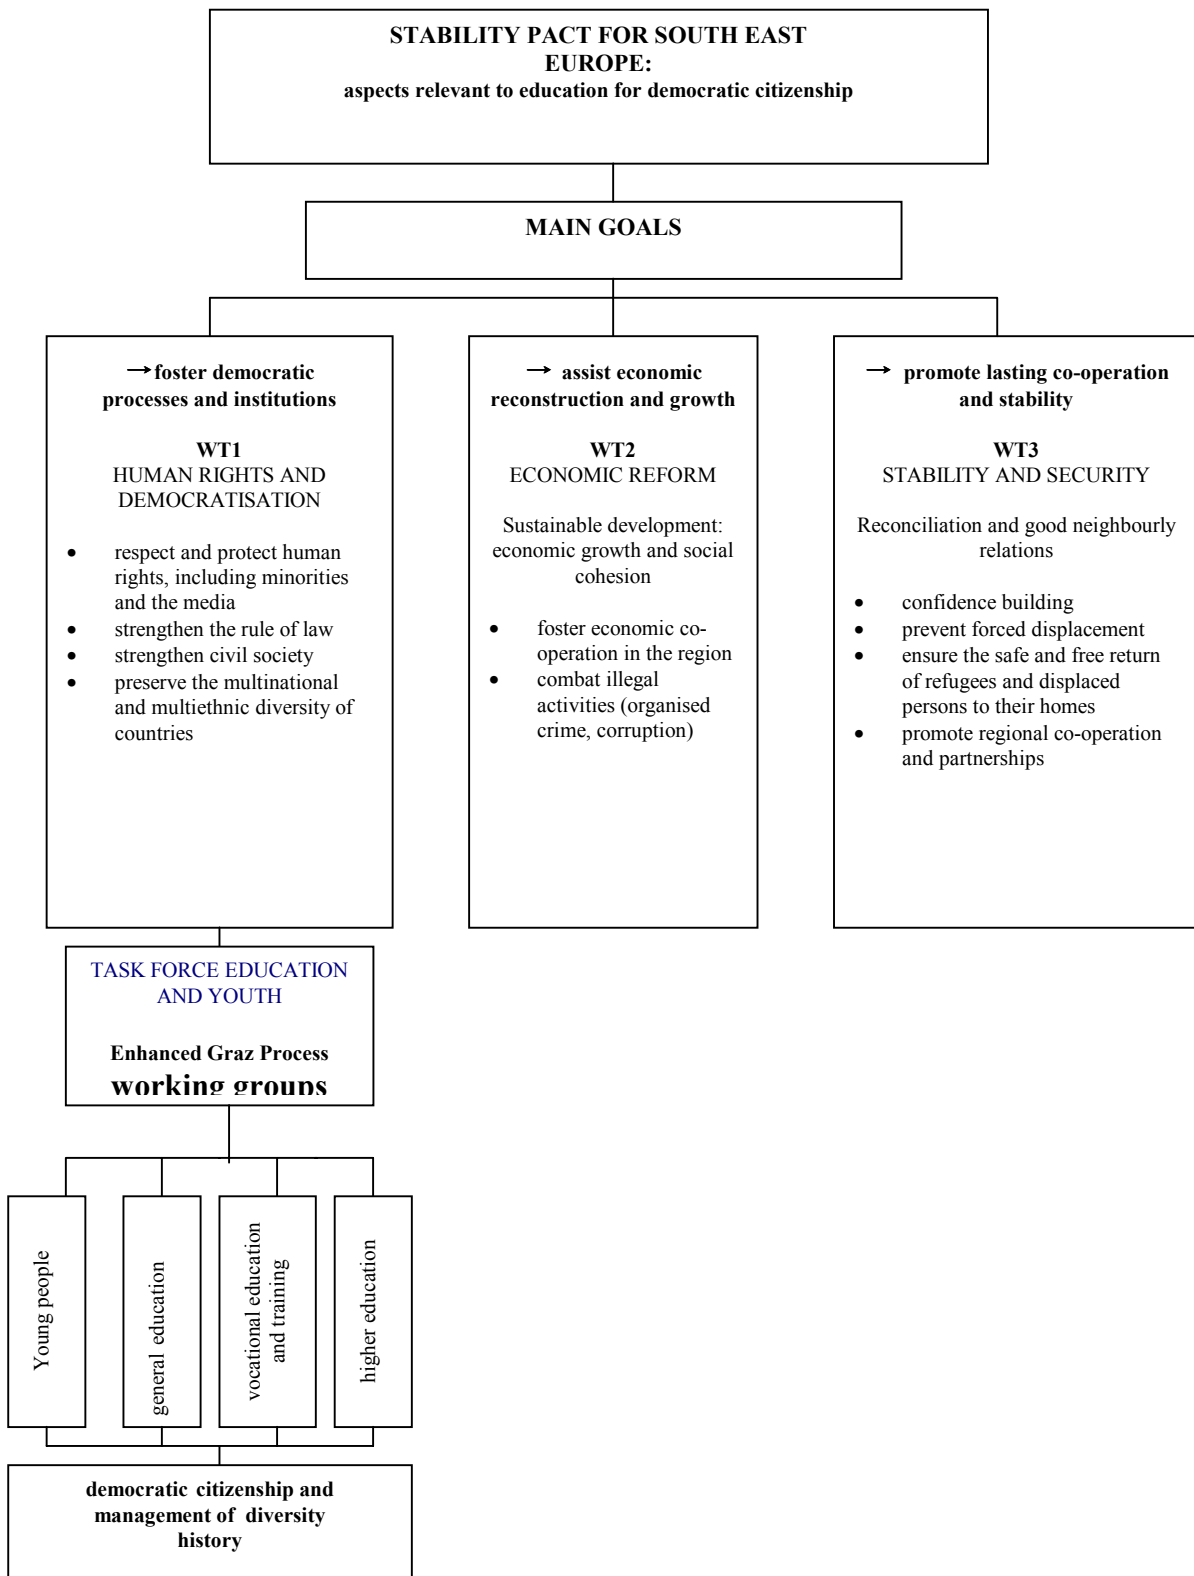 STABILITY PACT FOR SOUTH EAST
EUROPE:
aspects relevant to education for democratic citizenship
MAIN GOALS
→ foster democratic
processes and institutions
WT1
HUMAN RIGHTS AND
DEMOCRATISATION
• respect and protect human
rights, including minorities
and the media
• strengthen the rule of law
• strengthen civil society
• preserve the multinational
and multiethnic diversity of
countries
→ assist economic
reconstruction and growth
WT2
ECONOMIC REFORM
Sustainable development:
economic growth and social
cohesion
• foster economic co-
operation in the region
• combat illegal
activities (organised
crime, corruption)
→ promote lasting co-operation
and stability
WT3
STABILITY AND SECURITY
Reconciliation and good neighbourly
relations
• confidence building
• prevent forced displacement
• ensure the safe and free return
of refugees and displaced
persons to their homes
• promote regional co-operation
and partnerships
TASK FORCE EDUCATION
AND YOUTH
Enhanced Graz Process
working groups
Young people
general education
vocational education
and training
higher education
democratic citizenship and
management of diversity
history